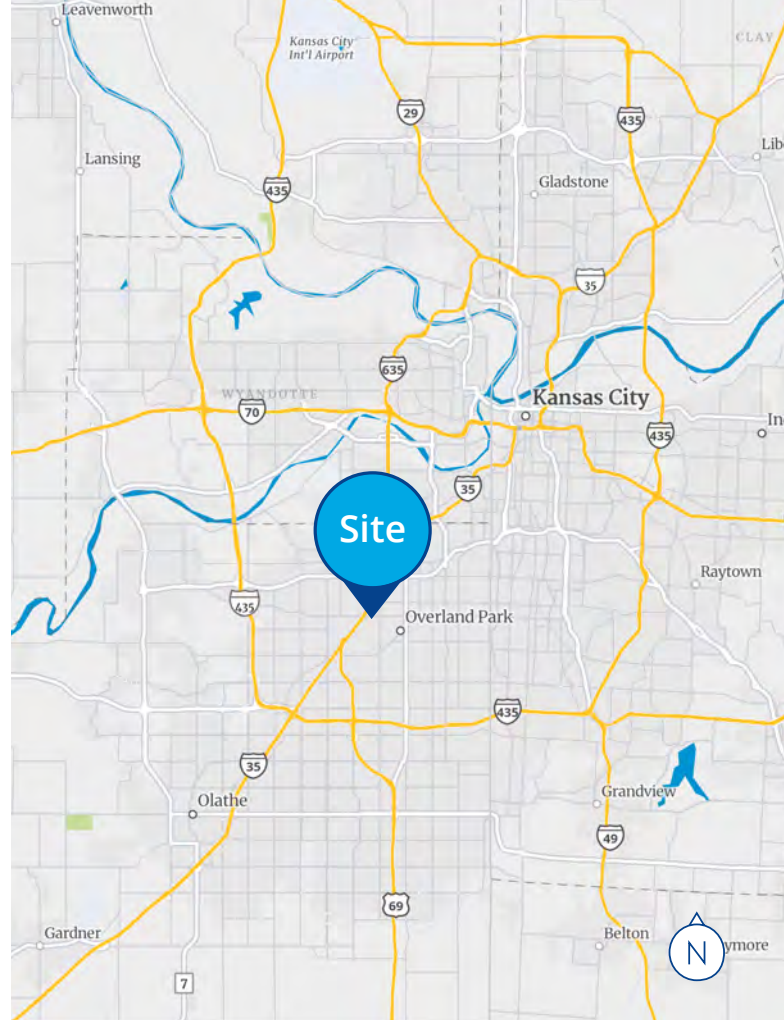 Leavenworth
Kansas City
Int'l Airport
CLAY
29
435
Lansing
Lib
435
Gladstone
35
635
WYANDOTTE
70
Kansas City
435
In
35
Site
Raytown
435
Overland Park
435
35
Olathe
Grandview
49
69
Gardner
Belton
ymore
N
7